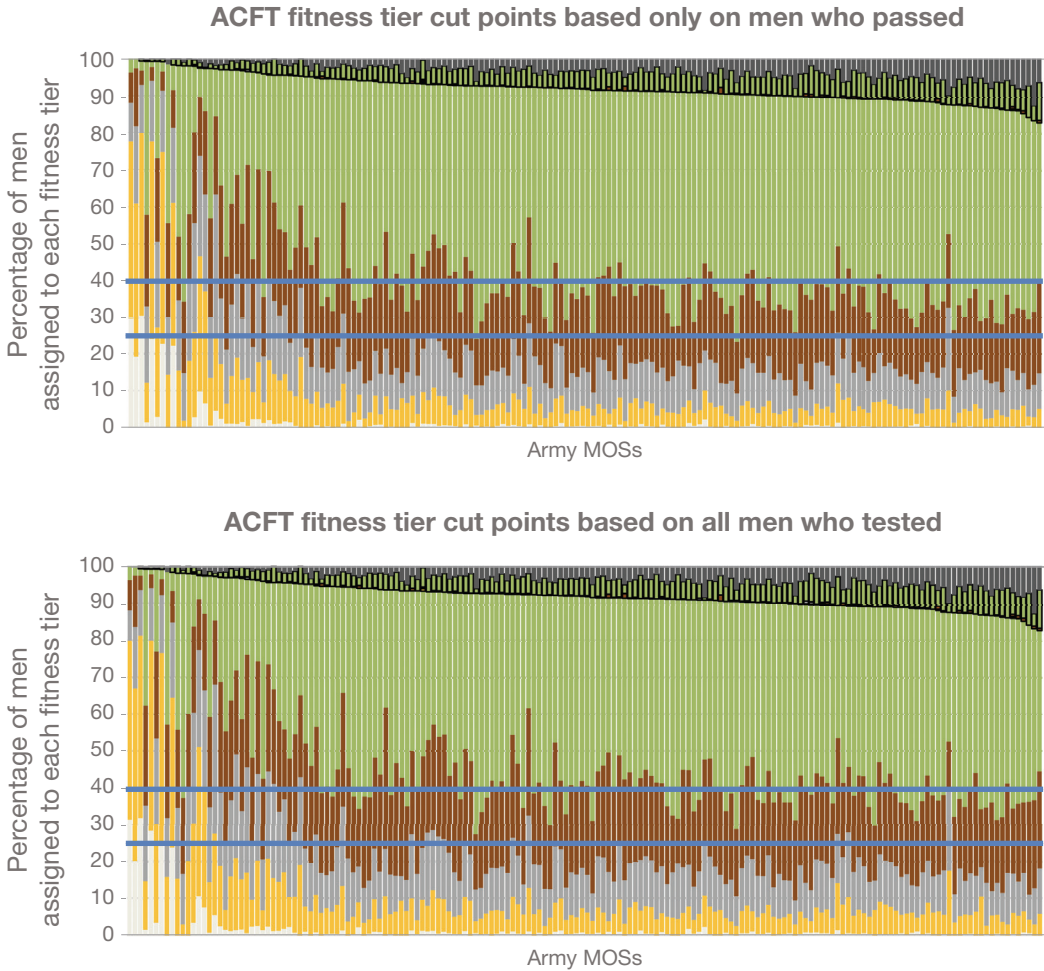 ACFT fitness tier cut points based only on men who passed
Percentage of men
assigned to each fitness tier
100
90
80
70
60
50
40
30
20
10
0
Army MOSs
ACFT fitness tier cut points based on all men who tested
Percentage of men
assigned to each fitness tier
100
90
80
70
60
50
40
30
20
10
0
Army MOSs